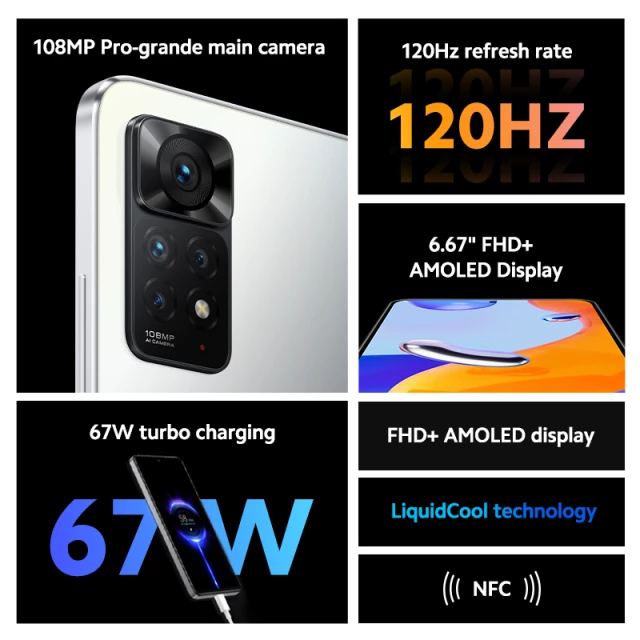 108MP Pro-grande main camera
108MP
AI CAMERA
120Hz refresh rate
120HZ
6.67" FHD+
AMOLED Display
67W turbo charging
67W
FHD+ AMOLED display
LiquidCool technology
NFC